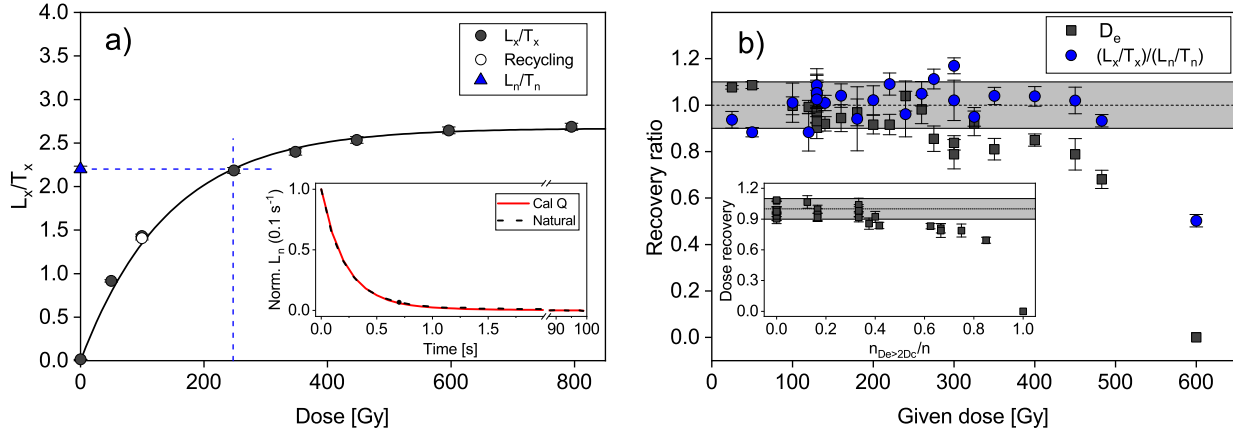 a)
4.0
3.5
3.0
2.5
2.0
1.5
1.0
0.5
0.0
Lₓ/Tₓ
Lₓ/Tₓ
Recycling
Lₙ/Tₙ
0
200
400
600
800
Dose [Gy]
Norm. Lₙ (0.1 s⁻¹)
1.0
0.5
0.0
Cal Q
Natural
0.0
0.5
1.0
1.5
90
100
Time [s]
b)
Dₑ
(Lₓ/Tₓ)/(Lₙ/Tₙ)
Recovery ratio
1.2
1.0
0.8
0.6
0.4
0.2
0.0
0
100
200
300
400
500
600
Given dose [Gy]
Dose recovery
1.2
0.9
0.6
0.3
0.0
0.0
0.2
0.4
0.6
0.8
1.0
n_De>2Dc/n